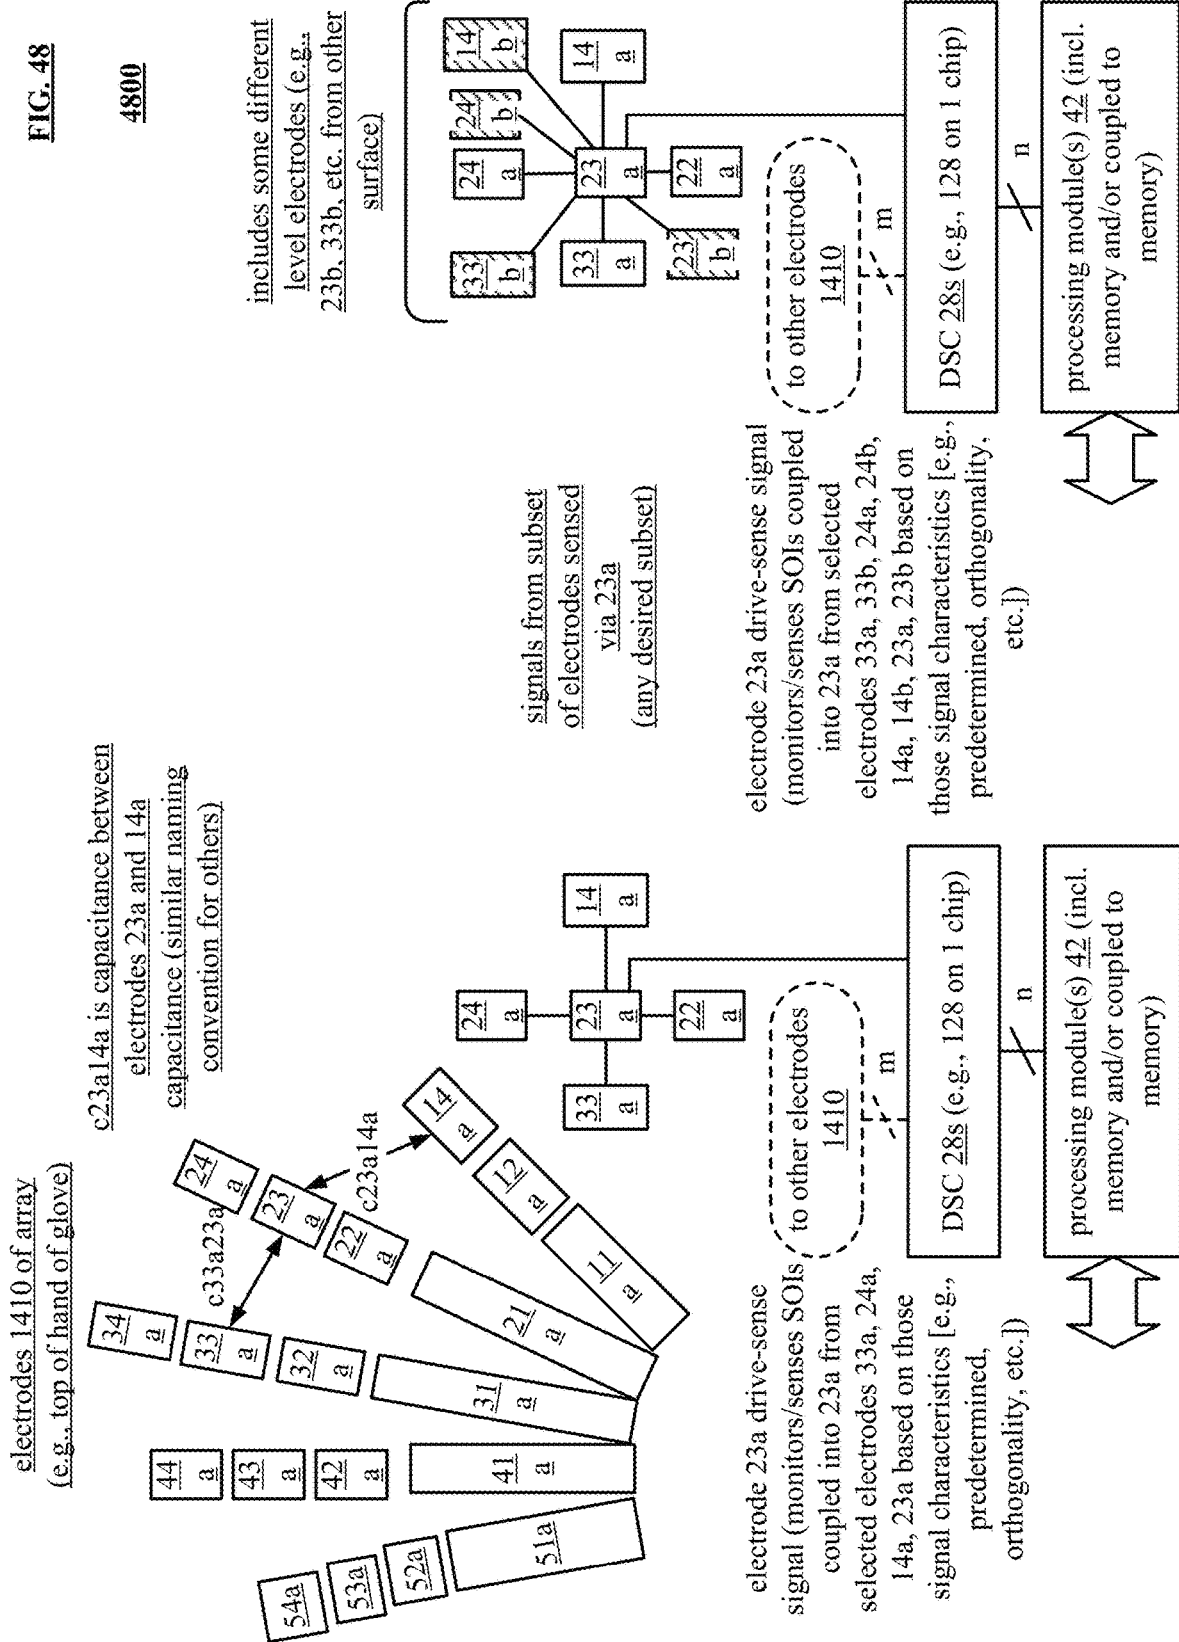 FIG. 48
4800
electrodes 1410 of array
(e.g., top of hand of glove)
c23a14a is capacitance between
electrodes 23a and 14a
capacitance (similar naming
convention for others)
54a
53a
52a
51a
44
a
43
a
42
a
41
a
34
a
33
a
32
a
31
a
24
a
23
a
22
a
21
a
14
a
12
a
11
a
c33a23a
c23a14a
24
a
33
a
23
a
14
a
22
a
to other electrodes
1410
m
electrode 23a drive-sense
signal (monitors/senses SOIs
coupled into 23a from
selected electrodes 33a, 24a,
14a, 23a based on those
signal characteristics [e.g.,
predetermined,
orthogonality, etc.])
DSC 28s (e.g., 128 on 1 chip)
n
processing module(s) 42 (incl.
memory and/or coupled to
memory)
includes some different
level electrodes (e.g.,
23b, 33b, etc. from other
surface)
signals from subset
of electrodes sensed
via 23a
(any desired subset)
33
b
24
a
24
b
14
b
33
a
23
a
14
a
23
b
22
a
to other electrodes
1410
m
electrode 23a drive-sense signal
(monitors/senses SOIs coupled
into 23a from selected
electrodes 33a, 33b, 24a, 24b,
14a, 14b, 23a, 23b based on
those signal characteristics [e.g.,
predetermined, orthogonality,
etc.])
DSC 28s (e.g., 128 on 1 chip)
n
processing module(s) 42 (incl.
memory and/or coupled to
memory)